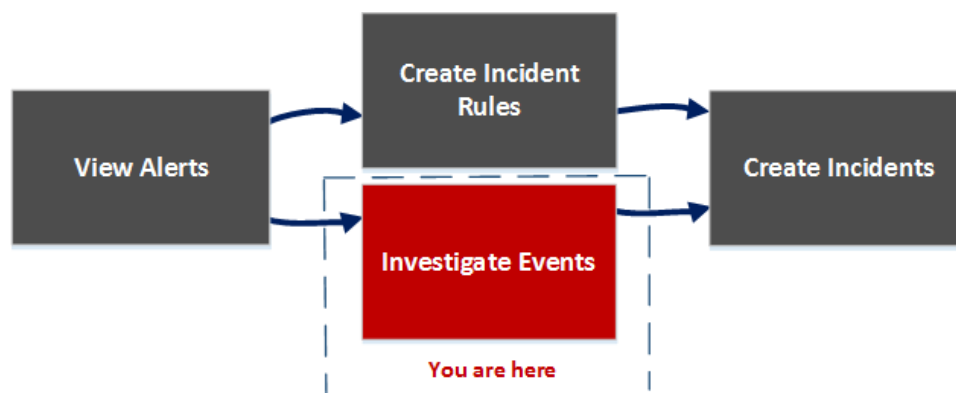 View Alerts
Create Incident
Rules
Investigate Events
You are here
Create Incidents